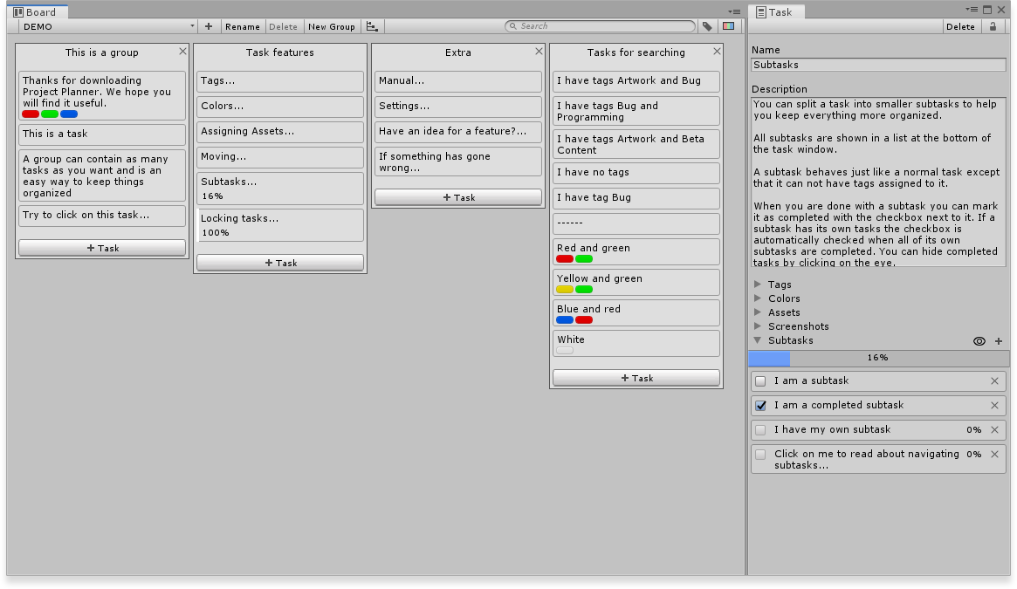 Board
DEMO
+ Rename Delete New Group
Search
This is a group
Thanks for downloading
Project Planner. We hope you
will find it useful.
This is a task
A group can contain as many
tasks as you want and is an
easy way to keep things
organized
Try to click on this task...
+ Task
Task features
Tags...
Colors...
Assigning Assets...
Moving...
Subtasks...
16%
Locking tasks...
100%
+ Task
Extra
Manual...
Settings...
Have an idea for a feature?...
If something has gone
wrong...
+ Task
Tasks for searching
I have tags Artwork and Bug
I have tags Bug and
Programming
I have tags Artwork and Beta
Content
I have no tags
I have tag Bug
------
Red and green
Yellow and green
Blue and red
White
+ Task
Task
Delete
Name
Subtasks
Description
You can split a task into smaller subtasks to help
you keep everything more organized.
All subtasks are shown in a list at the bottom of
the task window.
A subtask behaves just like a normal task except
that it can not have tags assigned to it.
When you are done with a subtask you can mark
it as completed with the checkbox next to it. If a
subtask has its own tasks the checkbox is
automatically checked when all of its own
subtasks are completed. You can hide completed
tasks by clicking on the eye.
Tags
Colors
Assets
Screenshots
Subtasks
16%
I am a subtask
I am a completed subtask
I have my own subtask 0%
Click on me to read about navigating 0%
subtasks...